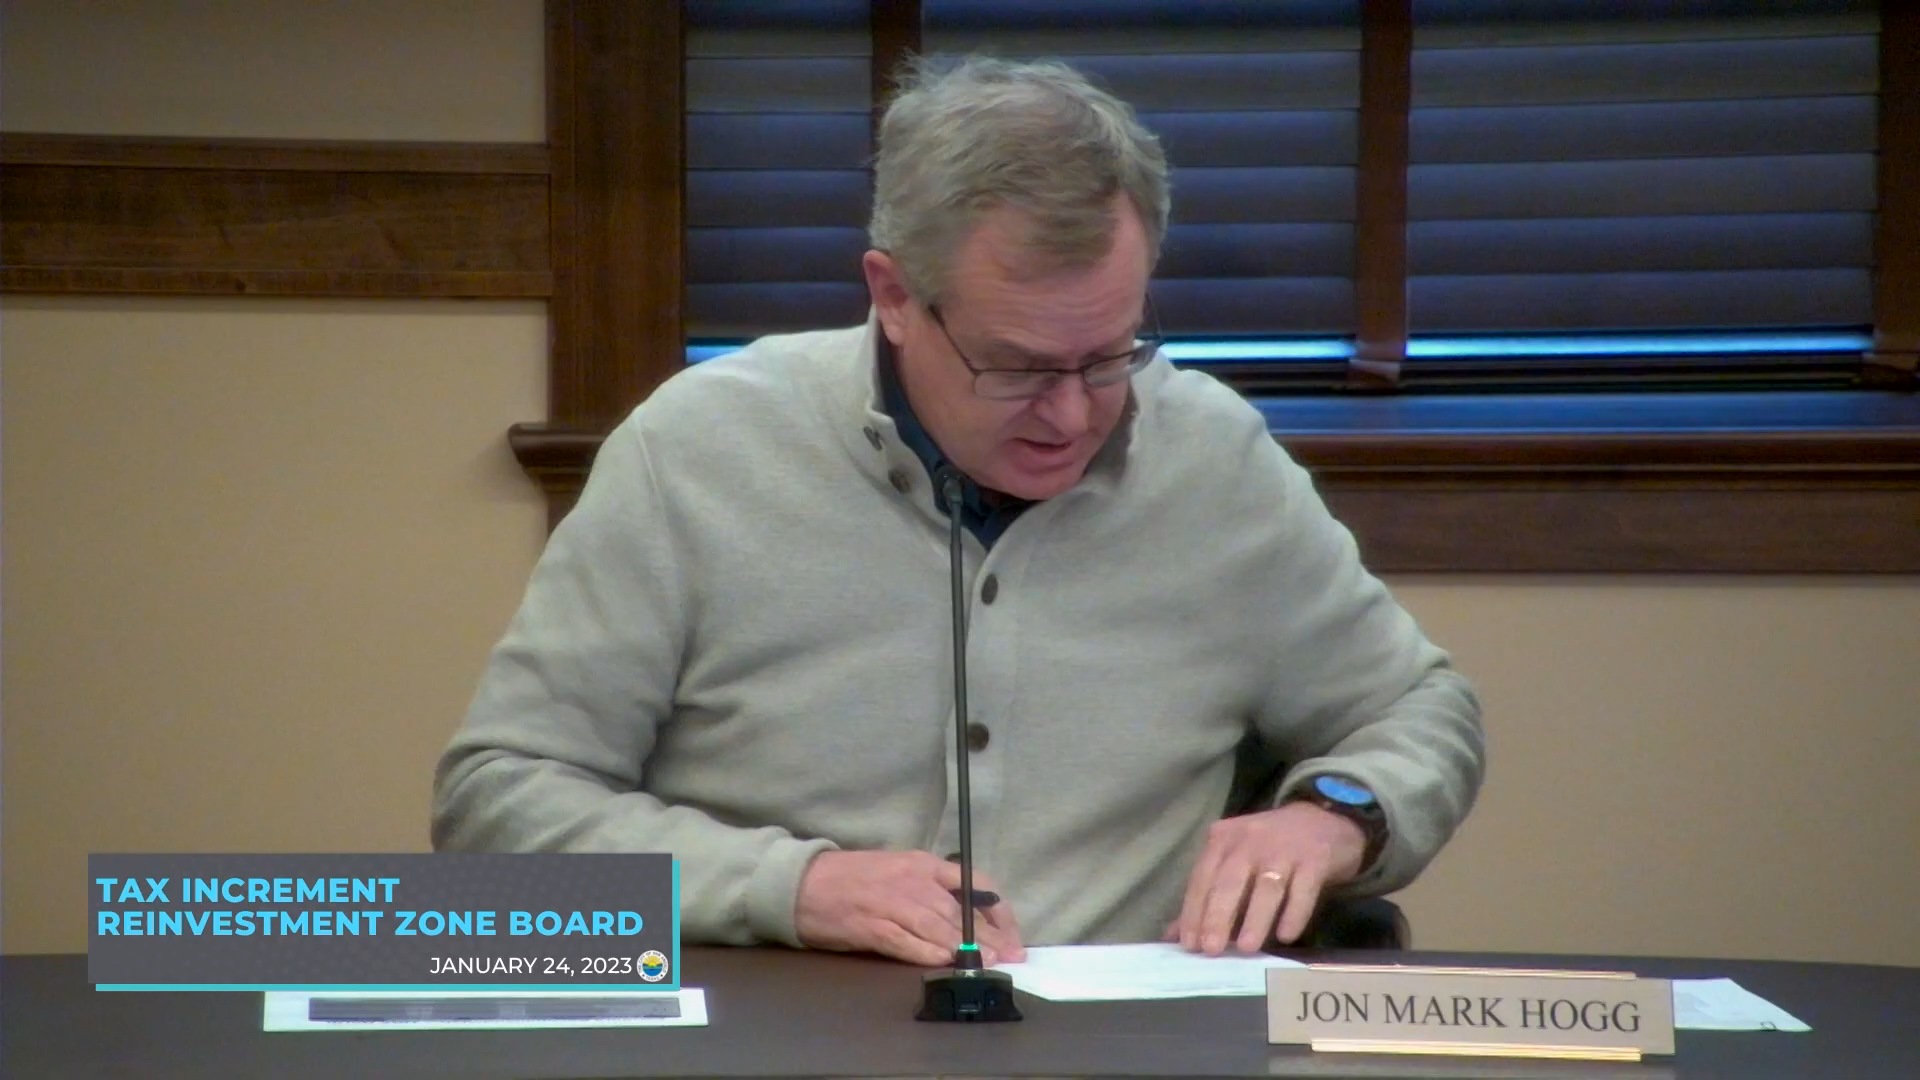 TAX INCREMENT
REINVESTMENT ZONE BOARD
JANUARY 24, 2023
JON MARK HOGG